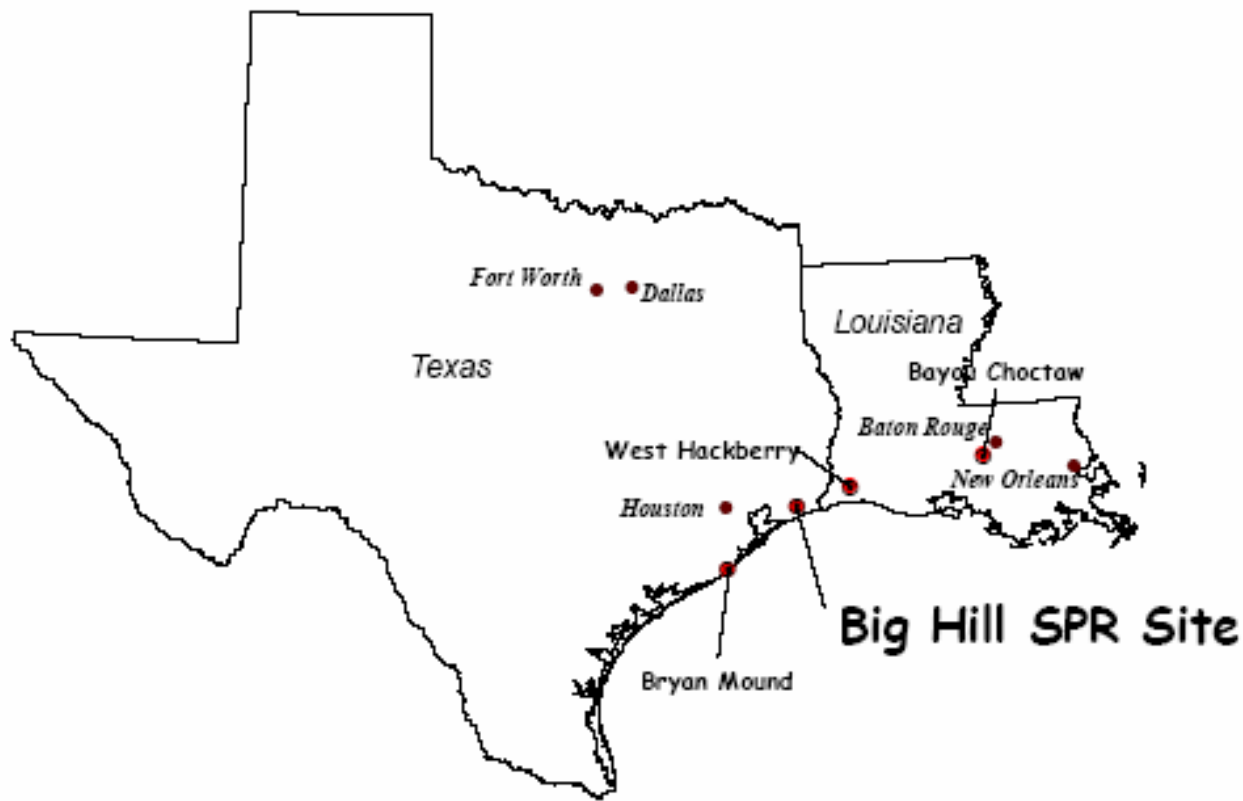 Fort Worth
Dallas
Louisiana
Texas
Bayou Choctaw
Baton Rouge
West Hackberry
New Orleans
Houston
Big Hill SPR Site
Bryan Mound